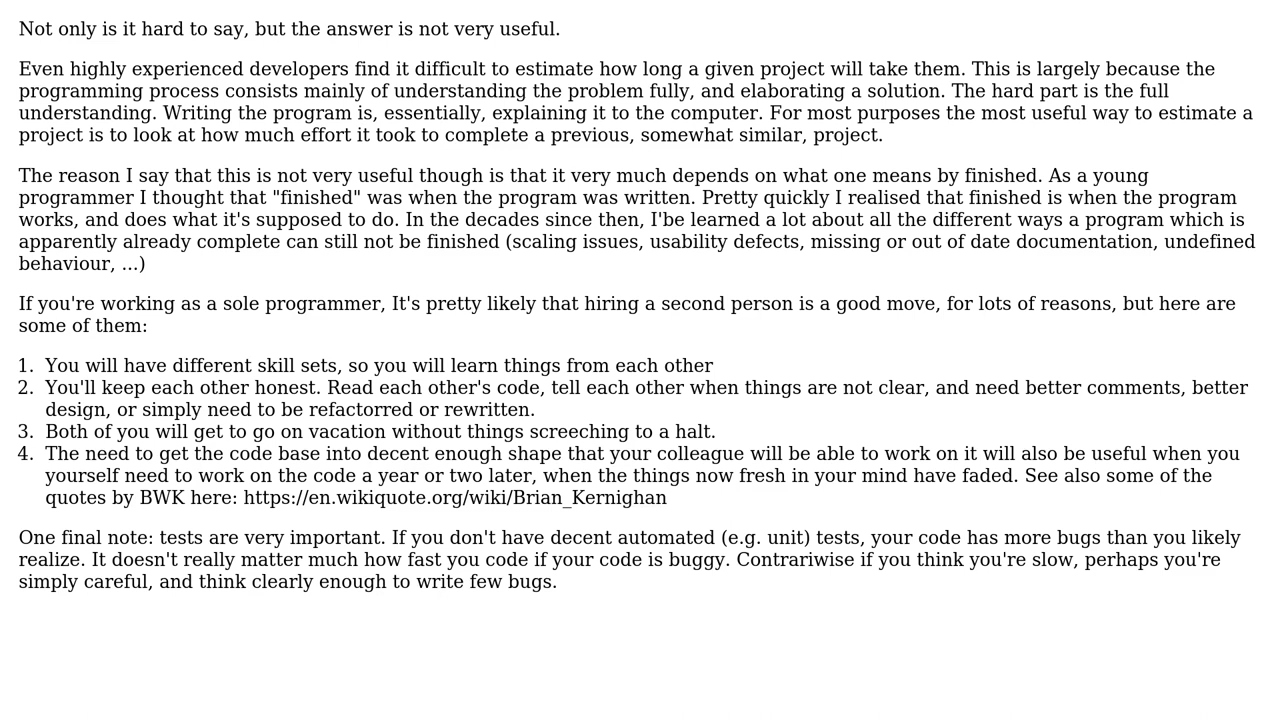 Not only is it hard to say, but the answer is not very useful.
Even highly experienced developers find it difficult to estimate how long a given project will take them. This is largely because the
programming process consists mainly of understanding the problem fully, and elaborating a solution. The hard part is the full
understanding. Writing the program is, essentially, explaining it to the computer. For most purposes the most useful way to estimate a
project is to look at how much effort it took to complete a previous, somewhat similar, project.
The reason I say that this is not very useful though is that it very much depends on what one means by finished. As a young
programmer I thought that "finished" was when the program was written. Pretty quickly I realised that finished is when the program
works, and does what it's supposed to do. In the decades since then, I'be learned a lot about all the different ways a program which is
apparently already complete can still not be finished (scaling issues, usability defects, missing or out of date documentation, undefined
behaviour, ...)
If you're working as a sole programmer, It's pretty likely that hiring a second person is a good move, for lots of reasons, but here are
some of them:
1. You will have different skill sets, so you will learn things from each other
2. You'll keep each other honest. Read each other's code, tell each other when things are not clear, and need better comments, better
design, or simply need to be refactorred or rewritten.
3. Both of you will get to go on vacation without things screeching to a halt.
4. The need to get the code base into decent enough shape that your colleague will be able to work on it will also be useful when you
yourself need to work on the code a year or two later, when the things now fresh in your mind have faded. See also some of the
quotes by BWK here: https://en.wikiquote.org/wiki/Brian_Kernighan
One final note: tests are very important. If you don't have decent automated (e.g. unit) tests, your code has more bugs than you likely
realize. It doesn't really matter much how fast you code if your code is buggy. Contrariwise if you think you're slow, perhaps you're
simply careful, and think clearly enough to write few bugs.